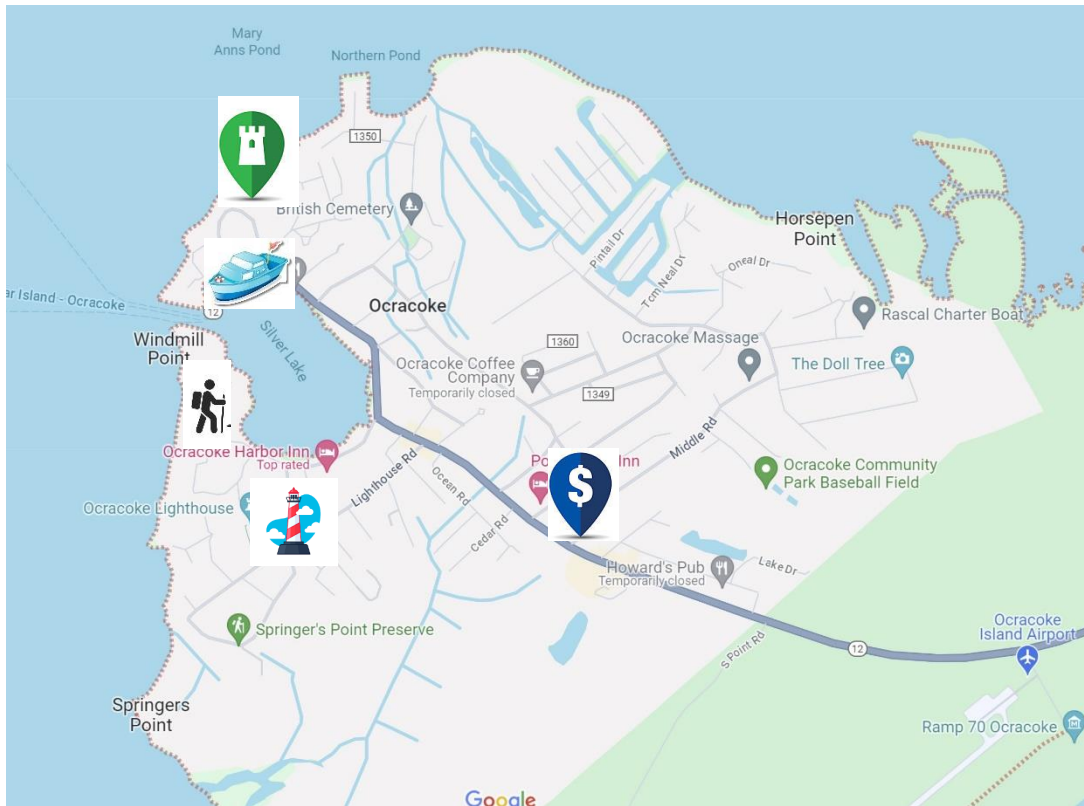 Mary
Anns Pond
Northern Pond
1350
British Cemetery
Horsepen
Point
Pintail Dr
Tom Neal Dr
Oneal Dr
ar Island - Ocracoke
12
Ocracoke
Silver Lake
Windmill
Point
Rascal Charter Boat
1360
Ocracoke Massage
Ocracoke Coffee
Company
Temporarily closed
The Doll Tree
1349
Middle Rd
Ocracoke Harbor Inn
Top rated
Lighthouse Rd
Ocean Rd
Po
Inn
$
Ocracoke Community
Park Baseball Field
Ocracoke Lighthouse
Cedar Rd
Howard's Pub
Temporarily closed
Lake Dr
Springer's Point Preserve
S Point Rd
12
Ocracoke
Island Airport
Springers
Point
Ramp 70 Ocracoke
Google